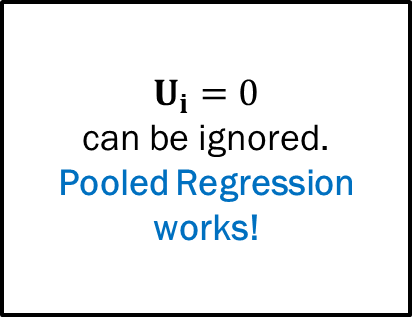 Uᵢ = 0
can be ignored.
Pooled Regression
works!